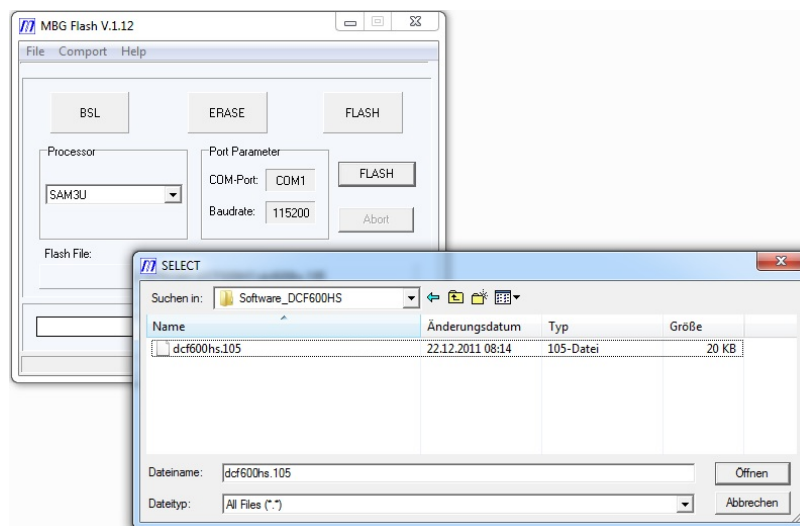 MBG Flash V.1.12
File Comport Help
BSL ERASE FLASH
Processor
SAM3U
Port Parameter
COM-Port: COM1
Baudrate: 115200
FLASH
Abort
Flash File:
SELECT
Suchen in: Software_DCF600HS
Name Änderungsdatum Typ Größe
dcf600hs.105 22.12.2011 08:14 105-Datei 20 KB
Dateiname: dcf600hs.105 Öffnen
Dateityp: All Files (*.*) Abbrechen